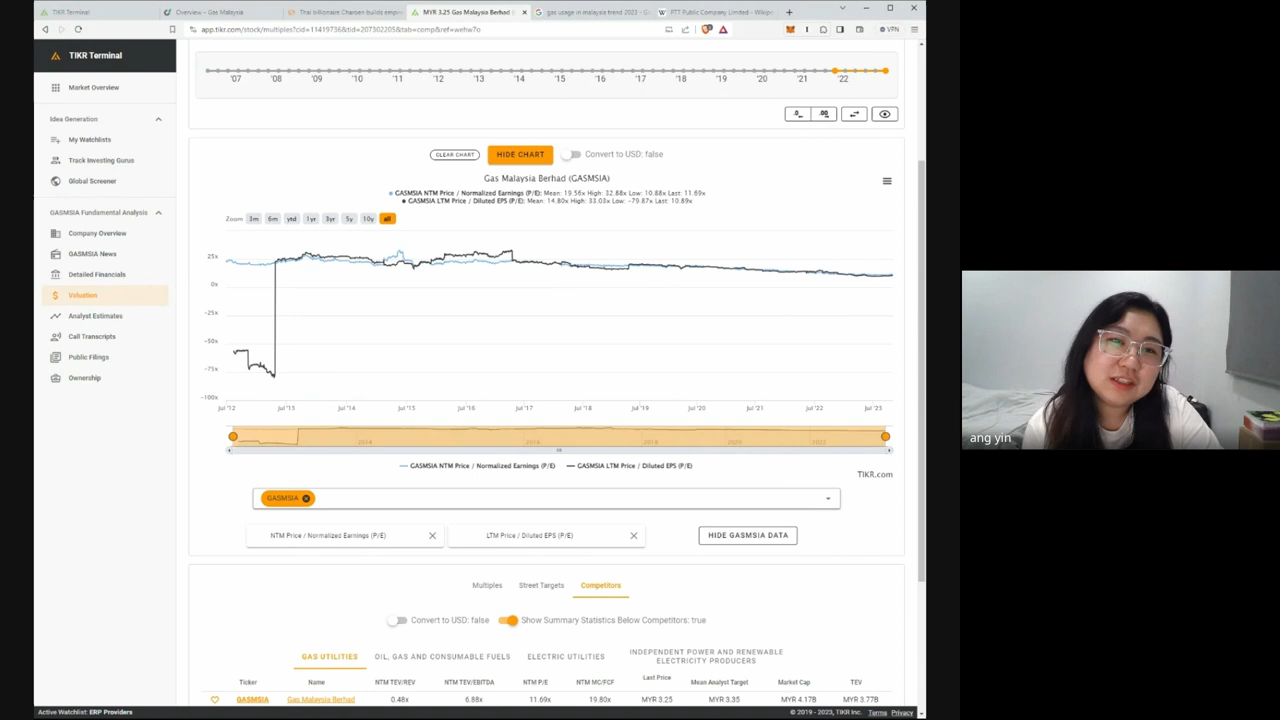 TIKR Terminal
Overview – Gas Malaysia
Thai billionaire Charoen builds empire
MYR 3.25 Gas Malaysia Berhad
gas usage in malaysia trend 2023 - G
PTT Public Company Limited - Wikip
app.tikr.com/stock/multiples?cid=11419736&tid=207302205&tab=comp&ref=wehw7o
VPN
TIKR Terminal
Market Overview
Idea Generation
My Watchlists
Track Investing Gurus
Global Screener
GASMSIA Fundamental Analysis
Company Overview
GASMSIA News
Detailed Financials
Valuation
Analyst Estimates
Call Transcripts
Public Filings
Ownership
'07 '08 '09 '10 '11 '12 '13 '14 '15 '16 '17 '18 '19 '20 '21 '22
.0
.00
CLEAR CHART
HIDE CHART
Convert to USD: false
Gas Malaysia Berhad (GASMSIA)
GASMSIA NTM Price / Normalized Earnings (P/E): Mean: 19.56x High: 32.88x Low: 10.88x Last: 11.69x
GASMSIA LTM Price / Diluted EPS (P/E): Mean: 14.80x High: 33.03x Low: -79.87x Last: 10.89x
Zoom 3m 6m ytd 1yr 3yr 5y 10y all
25x
0x
-25x
-50x
-75x
-100x
Jul '12 Jul '13 Jul '14 Jul '15 Jul '16 Jul '17 Jul '18 Jul '19 Jul '20 Jul '21 Jul '22 Jul '23
2014 2016 2018 2020 2022
GASMSIA NTM Price / Normalized Earnings (P/E) GASMSIA LTM Price / Diluted EPS (P/E)
TIKR.com
GASMSIA
NTM Price / Normalized Earnings (P/E)
LTM Price / Diluted EPS (P/E)
HIDE GASMSIA DATA
Multiples Street Targets Competitors
Convert to USD: false
Show Summary Statistics Below Competitors: true
GAS UTILITIES
OIL, GAS AND CONSUMABLE FUELS
ELECTRIC UTILITIES
INDEPENDENT POWER AND RENEWABLE
ELECTRICITY PRODUCERS
Ticker Name NTM TEV/REV NTM TEV/EBITDA NTM P/E NTM MC/FCF Last Price Mean Analyst Target Market Cap TEV
GASMSIA Gas Malaysia Berhad 0.48x 6.88x 11.69x 19.80x MYR 3.25 MYR 3.35 MYR 4.17B MYR 3.77B
Active Watchlist: ERP Providers
© 2019 - 2023, TIKR Inc. Terms Privacy
ang yin